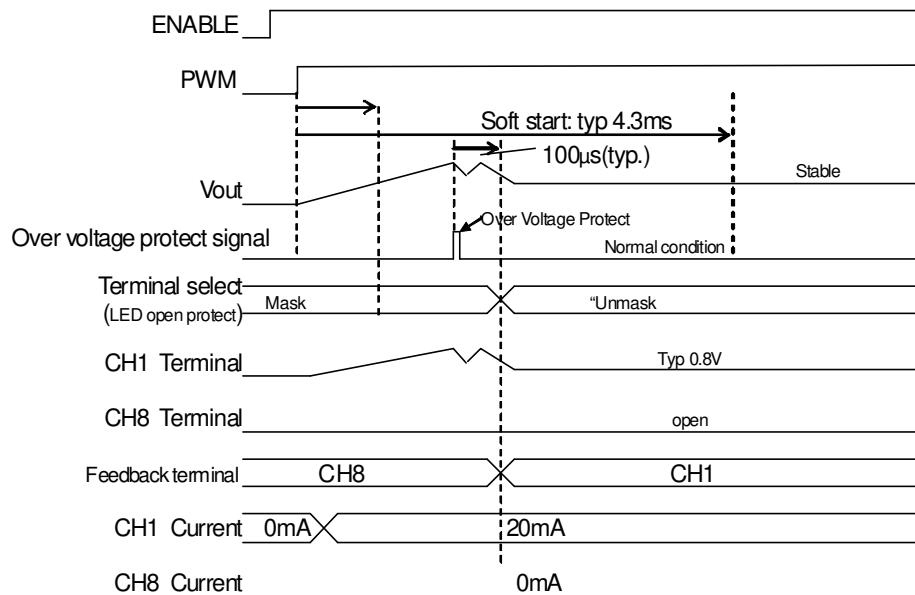 ENABLE
PWM
Soft start: typ 4.3ms
100μs(typ.)
Stable
Vout
Over Voltage Protect
Over voltage protect signal
Normal condition
Terminal select
(LED open protect)
Mask
“Unmask
CH1 Terminal
Typ 0.8V
CH8 Terminal
open
Feedback terminal
CH8
CH1
CH1 Current
0mA
20mA
CH8 Current
0mA